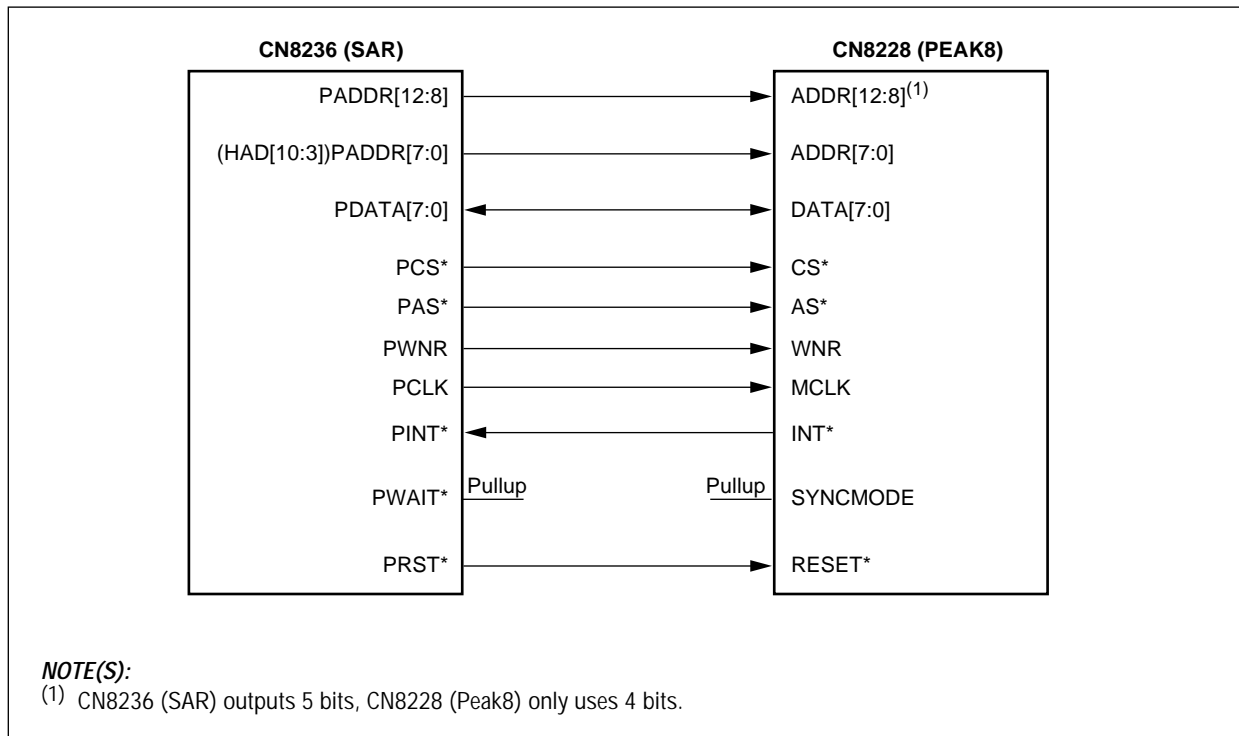 CN8236 (SAR) CN8228 (PEAK8)
PADDR[12:8] ADDR[12:8](1)
(HAD[10:3])PADDR[7:0] ADDR[7:0]
PDATA[7:0] DATA[7:0]
PCS* CS*
PAS* AS*
PWNR WNR
PCLK MCLK
PINT* INT*
PWAIT* Pullup Pullup SYNCMODE
PRST* RESET*
NOTE(S):
(1) CN8236 (SAR) outputs 5 bits, CN8228 (Peak8) only uses 4 bits.